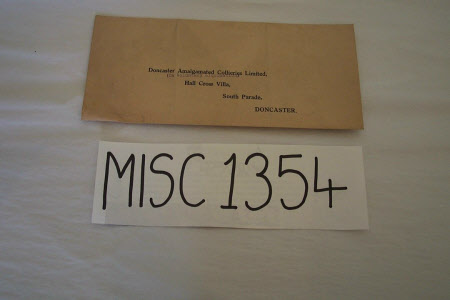 Doncaster Amalgamated Collieries Limited,
Hall Cross Villa,
South Parade,
DONCASTER.
MISC 1354